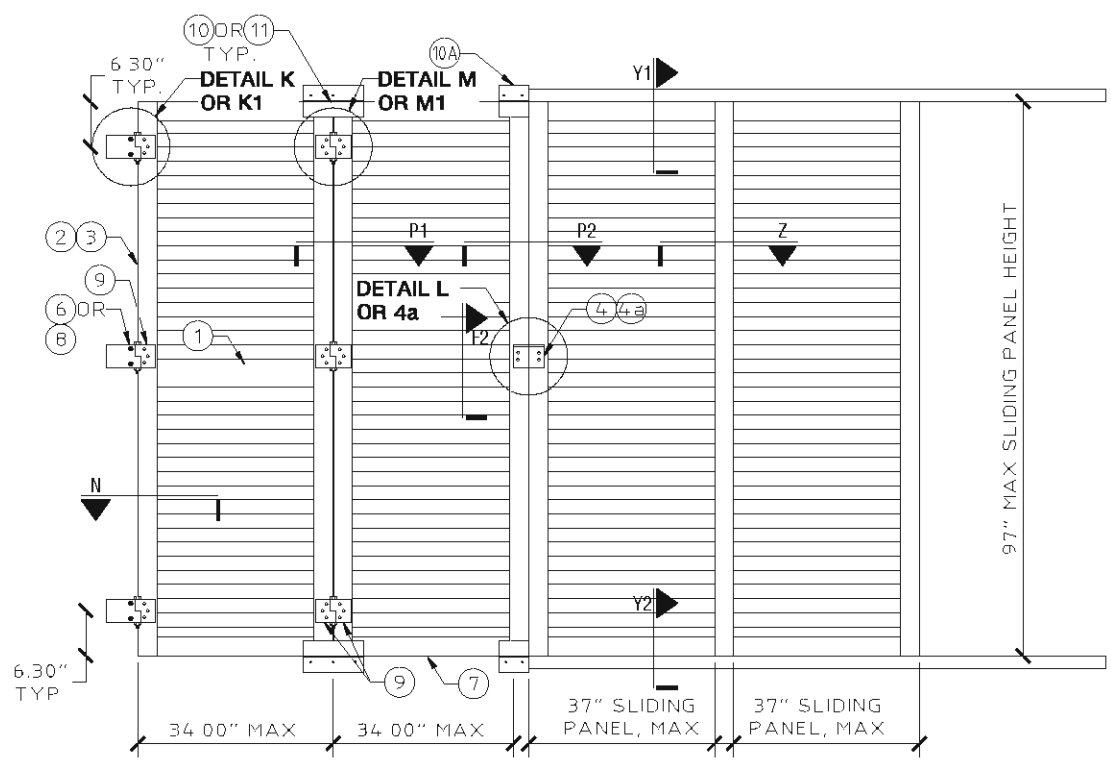 10 OR 11
TYP.
10A
6.30"
TYP.
DETAIL K
OR K1
DETAIL M
OR M1
Y1
2 3
9
6 OR
8
1
P1
P2
Z
DETAIL L
OR 4a
F2
4 4a
97" MAX SLIDING PANEL HEIGHT
N
Y2
6.30"
TYP
9
7
34 00" MAX
34 00" MAX
37" SLIDING
PANEL, MAX
37" SLIDING
PANEL, MAX